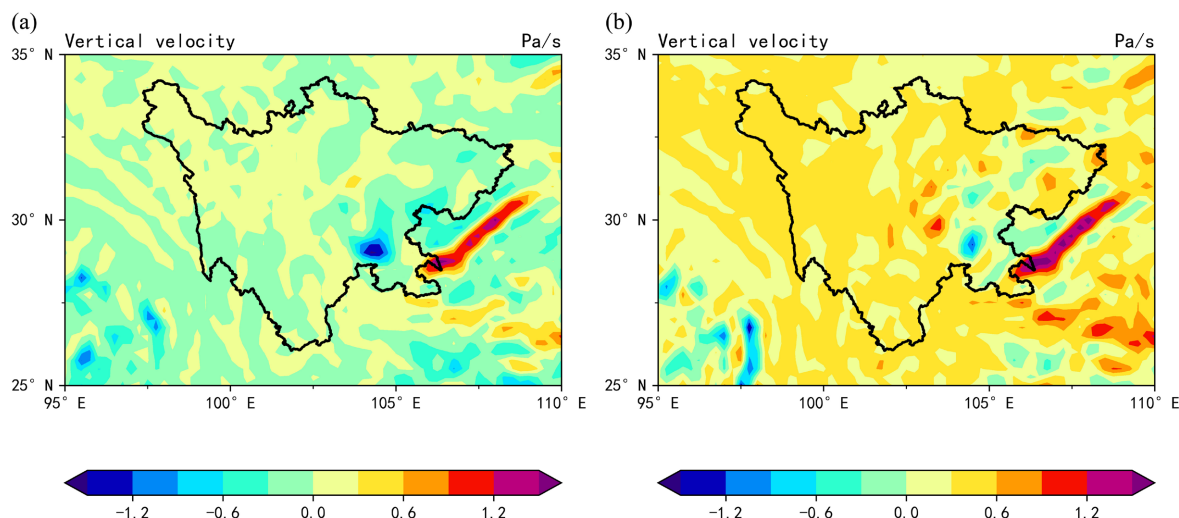 (a)
Vertical velocity Pa/s
35° N
30° N
25° N
95° E 100° E 105° E 110° E
-1.2 -0.6 0.0 0.6 1.2
(b)
Vertical velocity Pa/s
35° N
30° N
25° N
95° E 100° E 105° E 110° E
-1.2 -0.6 0.0 0.6 1.2